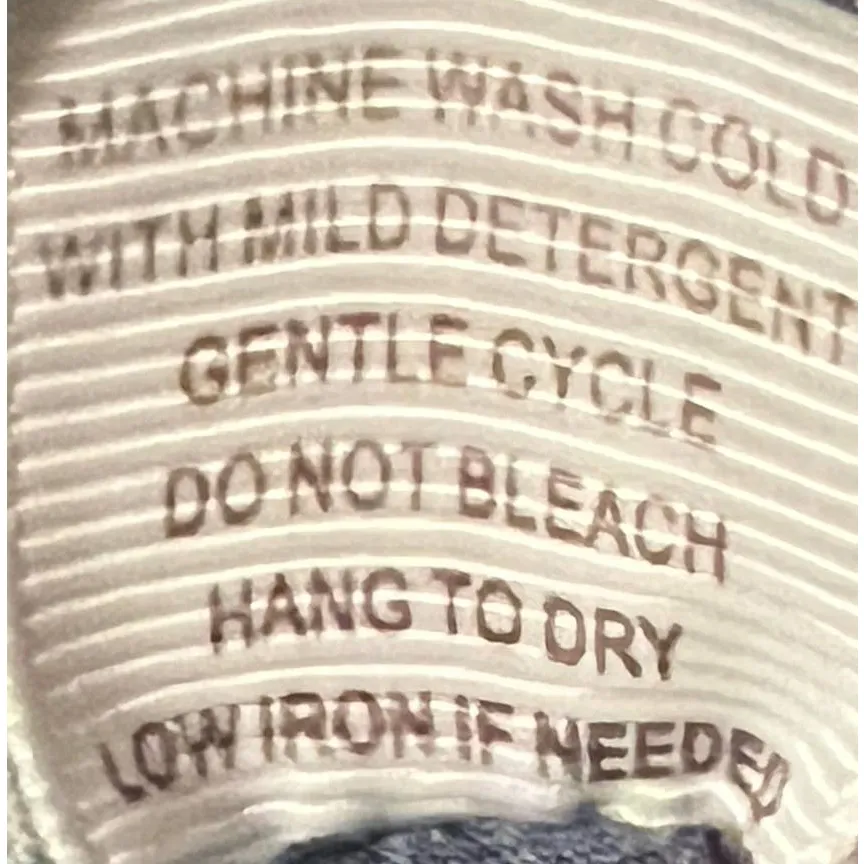 MACHINE WASH COLD
WITH MILD DETERGENT
GENTLE CYCLE
DO NOT BLEACH
HANG TO DRY
LOW IRON IF NEEDED